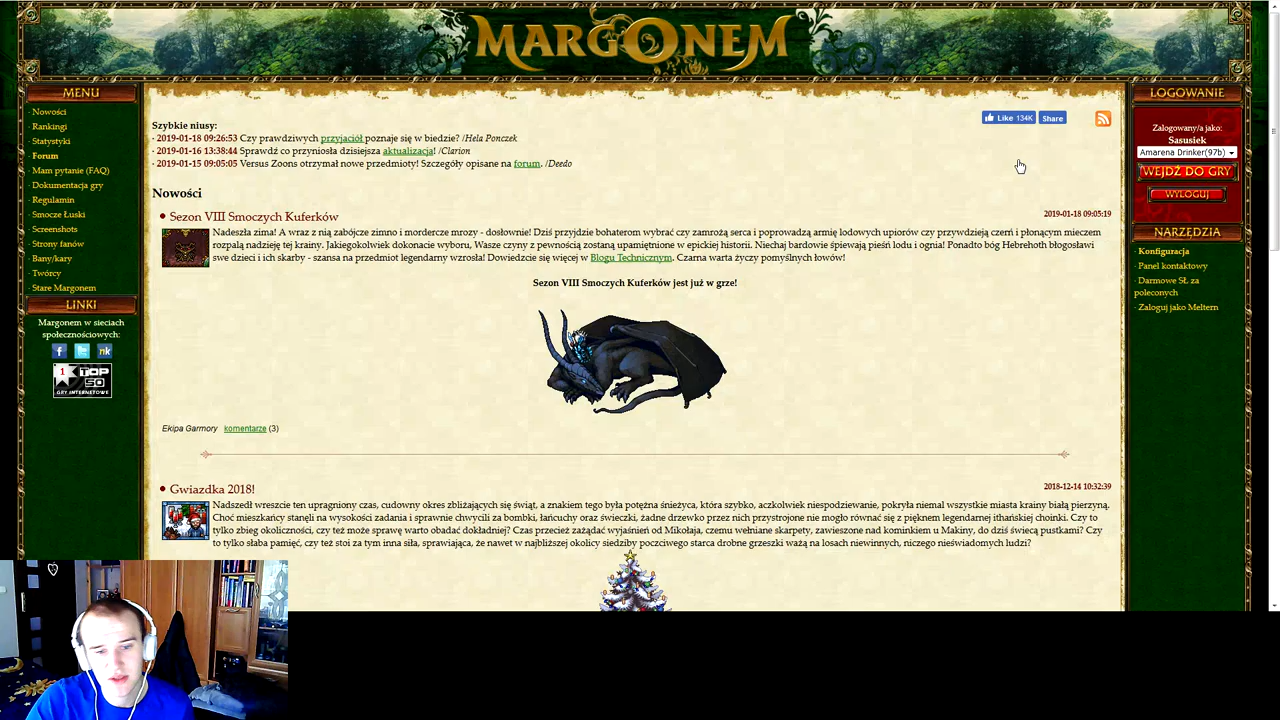 MARGONEM
MENU
Nowości
Rankingi
Statystyki
Forum
Mam pytanie (FAQ)
Dokumentacja gry
Regulamin
Smocze Łuski
Screenshots
Strony fanów
Bany/kary
Twórcy
Stare Margonem
LINKI
Margonem w sieciach
społecznościowych:
f t nk
1 TOP
50
GRY INTERNETOWE
Szybkie niusy:
- 2019-01-18 09:26:53 Czy prawdziwych przyjaciół poznaje się w biedzie? /Hela Ponczek
- 2019-01-16 13:38:44 Sprawdź co przyniosła dzisiejsza aktualizacja! /Clarion
- 2019-01-15 09:05:05 Versus Zoons otrymał nowe przedmioty! Szczegóły opisane na forum. /Deedo
Like 134K Share
Nowości
• Sezon VIII Smoczych Kuferków
2019-01-18 09:05:19
Nadeszła zima! A wraz z nią zabójcze zimno i mordercze mrozy - dosłownie! Dziś przyjdzie bohaterom wybrać czy zamrożą serca i poprowadzą armię lodowych upiorów czy przywdzieją czerń i płonącym mieczem
rozpalą nadzieję tej krainy. Jakiegokolwiek dokonacie wyboru, Wasze czyny z pewnością zostaną upamiętnione w epickiej historii. Niechaj bardowie śpiewają pieśń lodu i ognia! Ponadto bóg Hebrehoth błogosławi
swe dzieci i ich skarby - szansa na przedmiot legendarny wzrosła! Dowiedzcie się więcej w Blogu Technicznym. Czarna warta życzy pomyślnych łowów!
Sezon VIII Smoczych Kuferków jest już w grze!
Ekipa Garmory komentarze (3)
• Gwiazdka 2018!
2018-12-14 10:32:39
Nadszedł wreszcie ten upragniony czas, cudowny okres zbliżających się świąt, a znakiem tego była potężna śnieżyca, która szybko, aczkolwiek niespodziewanie, pokryła niemal wszystkie miasta krainy białą pierzyną.
Choć mieszkańcy stanęli na wysokości zadania i sprawnie chwycili za bombki, łańcuchy oraz świecidki, żadne drzewko przez nich przystrojone nie mogło równać się z pięknem legendarnej ithańskiej choinki. Czy to
tylko zbieg okoliczności, czy też może sprawę warto obadać dokładniej? Czas przecież zażądać wyjaśnień od Mikołaja, czemu wełniane skarpety, zawieszone nad kominkiem w Makiny, do dziś świecą pustkami? Czy
to tylko słaba pamięć, czy też stoi za tym inna siła, sprawiająca, że nawet w najbliższej okolicy siedziby poczciwego starca drobne grzeszki ważą na losach niewinnych, niczego nieświadomych ludzi?
LOGOWANIE
Zalogowany/a jako:
Sasusiek
Amarena Drinker(97b)
WEJDŹ DO GRY
WYLOGUJ
NARZĘDZIA
Konfiguracja
Panel kontaktowy
Darmowe SŁ za
poleconych
Zaloguj jako Meltern